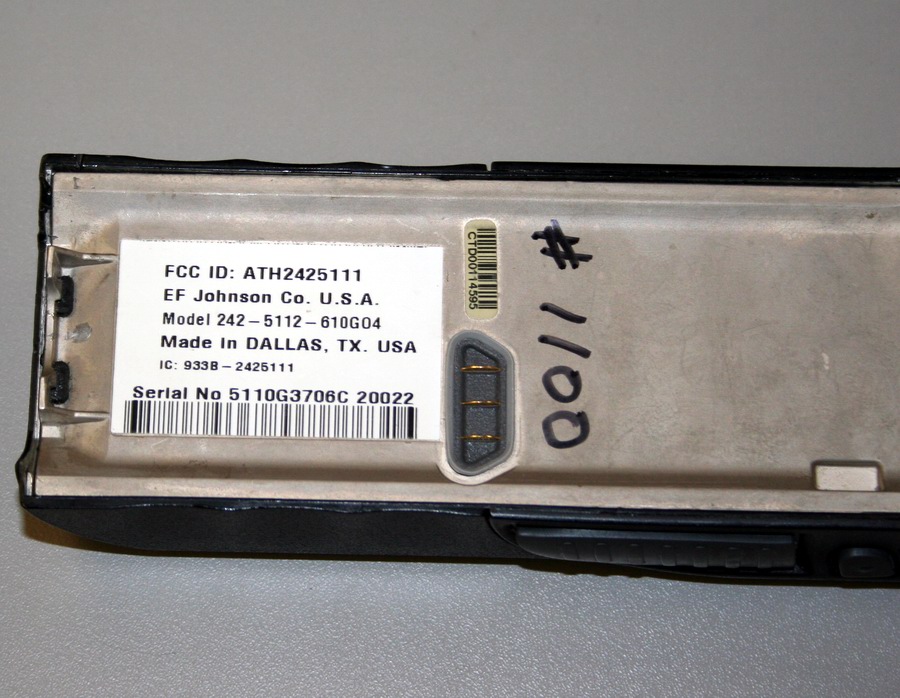 FCC ID: ATH2425111
EF Johnson Co. U.S.A.
Model 242-5112-610G04
Made in DALLAS, TX. USA
IC: 933B-2425111
Serial No 5110G3706C 20022
CTD00114595
# 1100